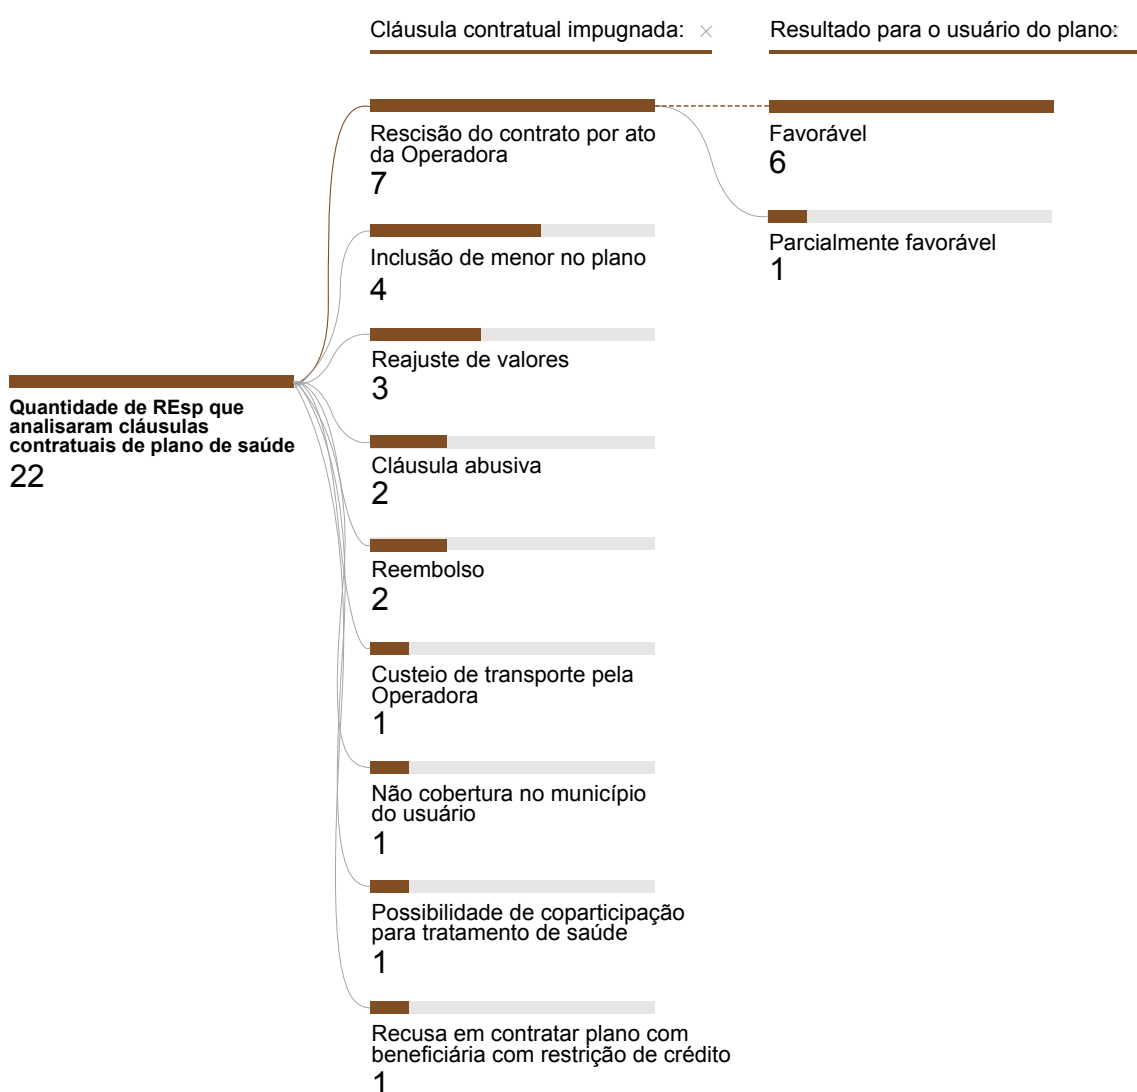 Cláusula contratual impugnada:
Resultado para o usuário do plano:
Rescisão do contrato por ato
da Operadora
7
Favorável
6
Parcialmente favorável
1
Inclusão de menor no plano
4
Reajuste de valores
3
Quantidade de REsp que
analisaram cláusulas
contratuais de plano de saúde
22
Cláusula abusiva
2
Reembolso
2
Custeio de transporte pela
Operadora
1
Não cobertura no município
do usuário
1
Possibilidade de coparticipação
para tratamento de saúde
1
Recusa em contratar plano com
beneficiária com restrição de crédito
1